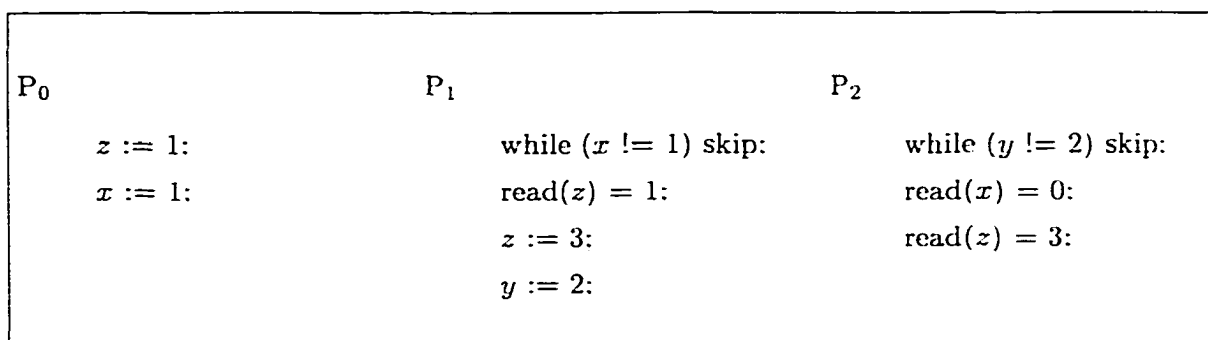 P₀ P₁ P₂
z := 1: while (x != 1) skip: while (y != 2) skip:
x := 1: read(z) = 1: read(x) = 0:
z := 3: read(z) = 3:
y := 2: